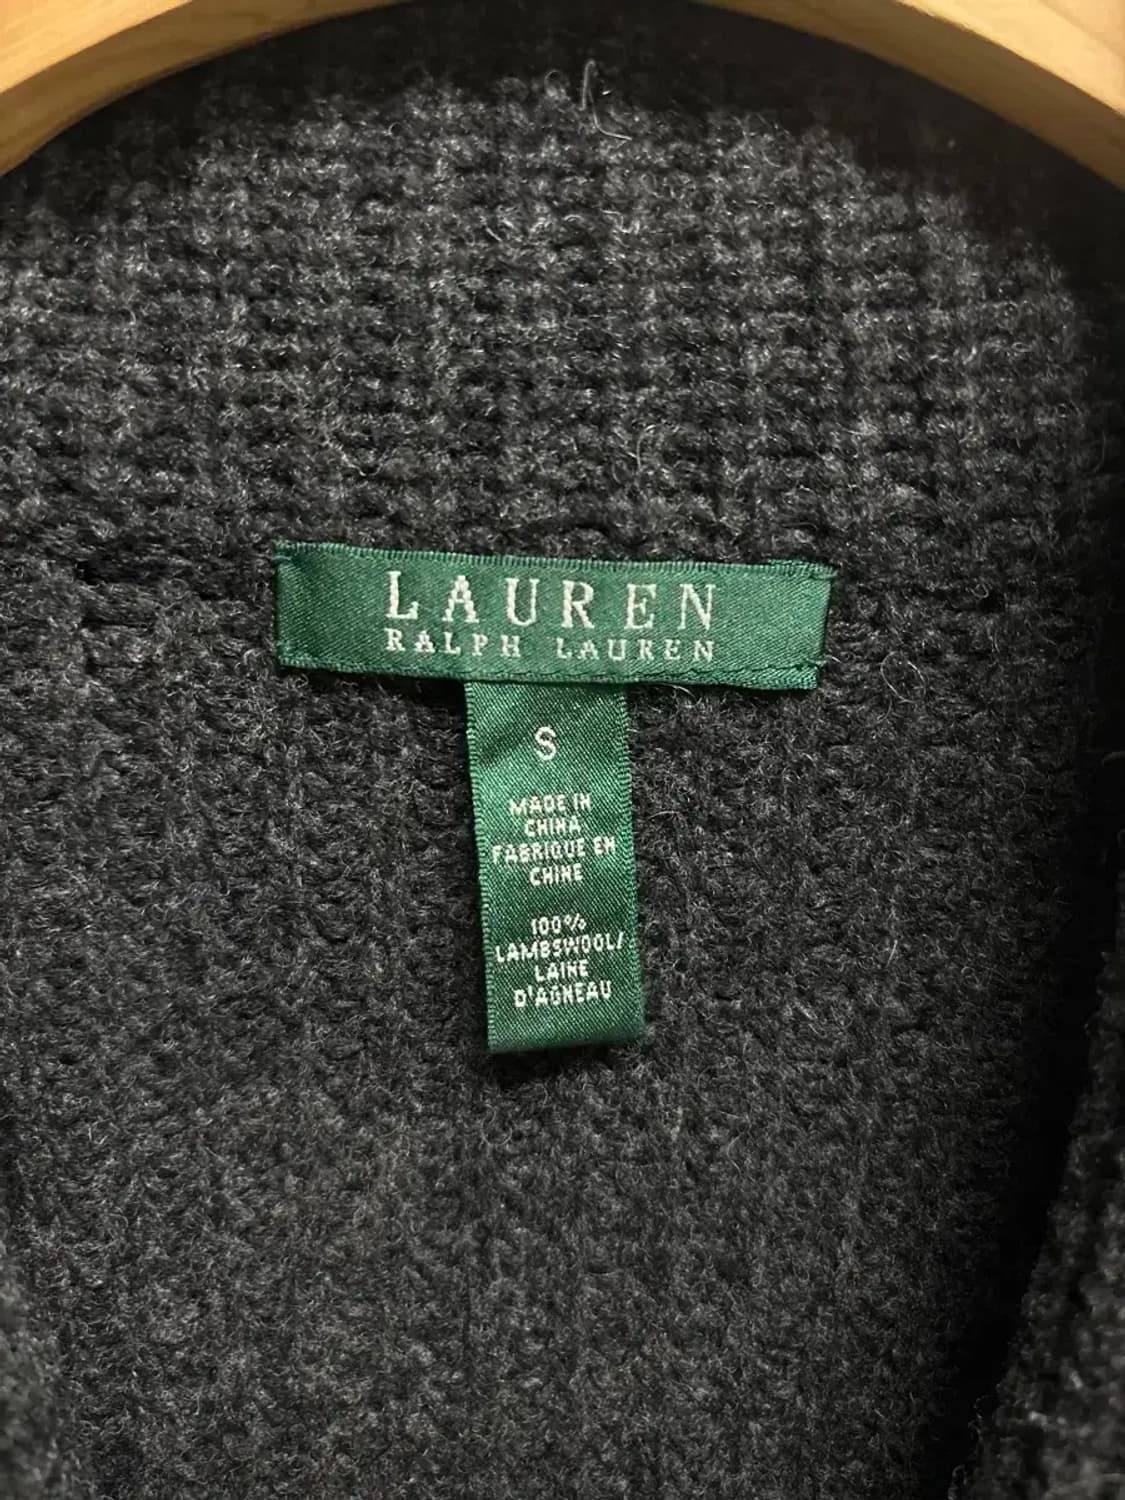 LAUREN
RALPH LAUREN
S
MADE IN
CHINA
FABRIQUE EN
CHINE
100%
LAMBSWOOL/
LAINE
D'AGNEAU